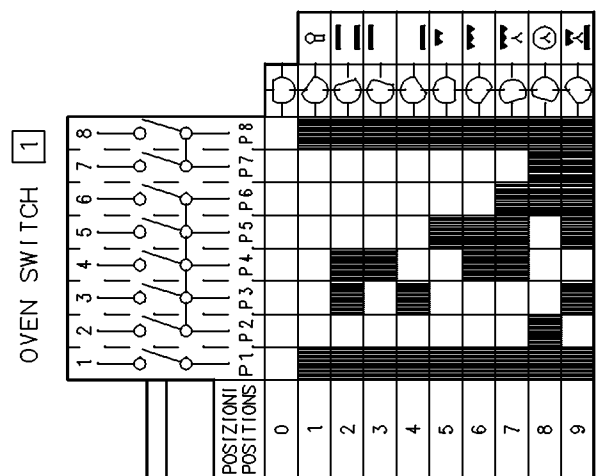 OVEN SWITCH 1
8 P8
7 P7
6 P6
5 P5
4 P4
3 P3
2 P2
1 P1
POSIZIONI
POSITIONS
0 1 2 3 4 5 6 7 8 9